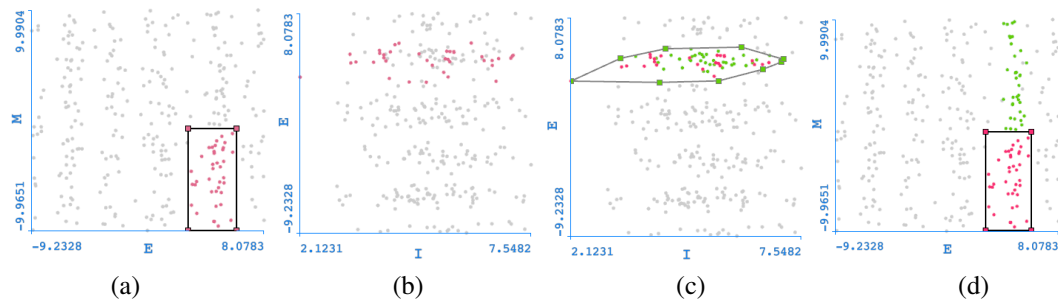 9.9904
M
-9.9651
-9.2328
E
8.0783
(a)
8.0783
E
-9.2328
2.1231
I
7.5482
(b)
8.0783
E
-9.2328
2.1231
I
7.5482
(c)
9.9904
M
-9.9651
-9.2328
E
8.0783
(d)